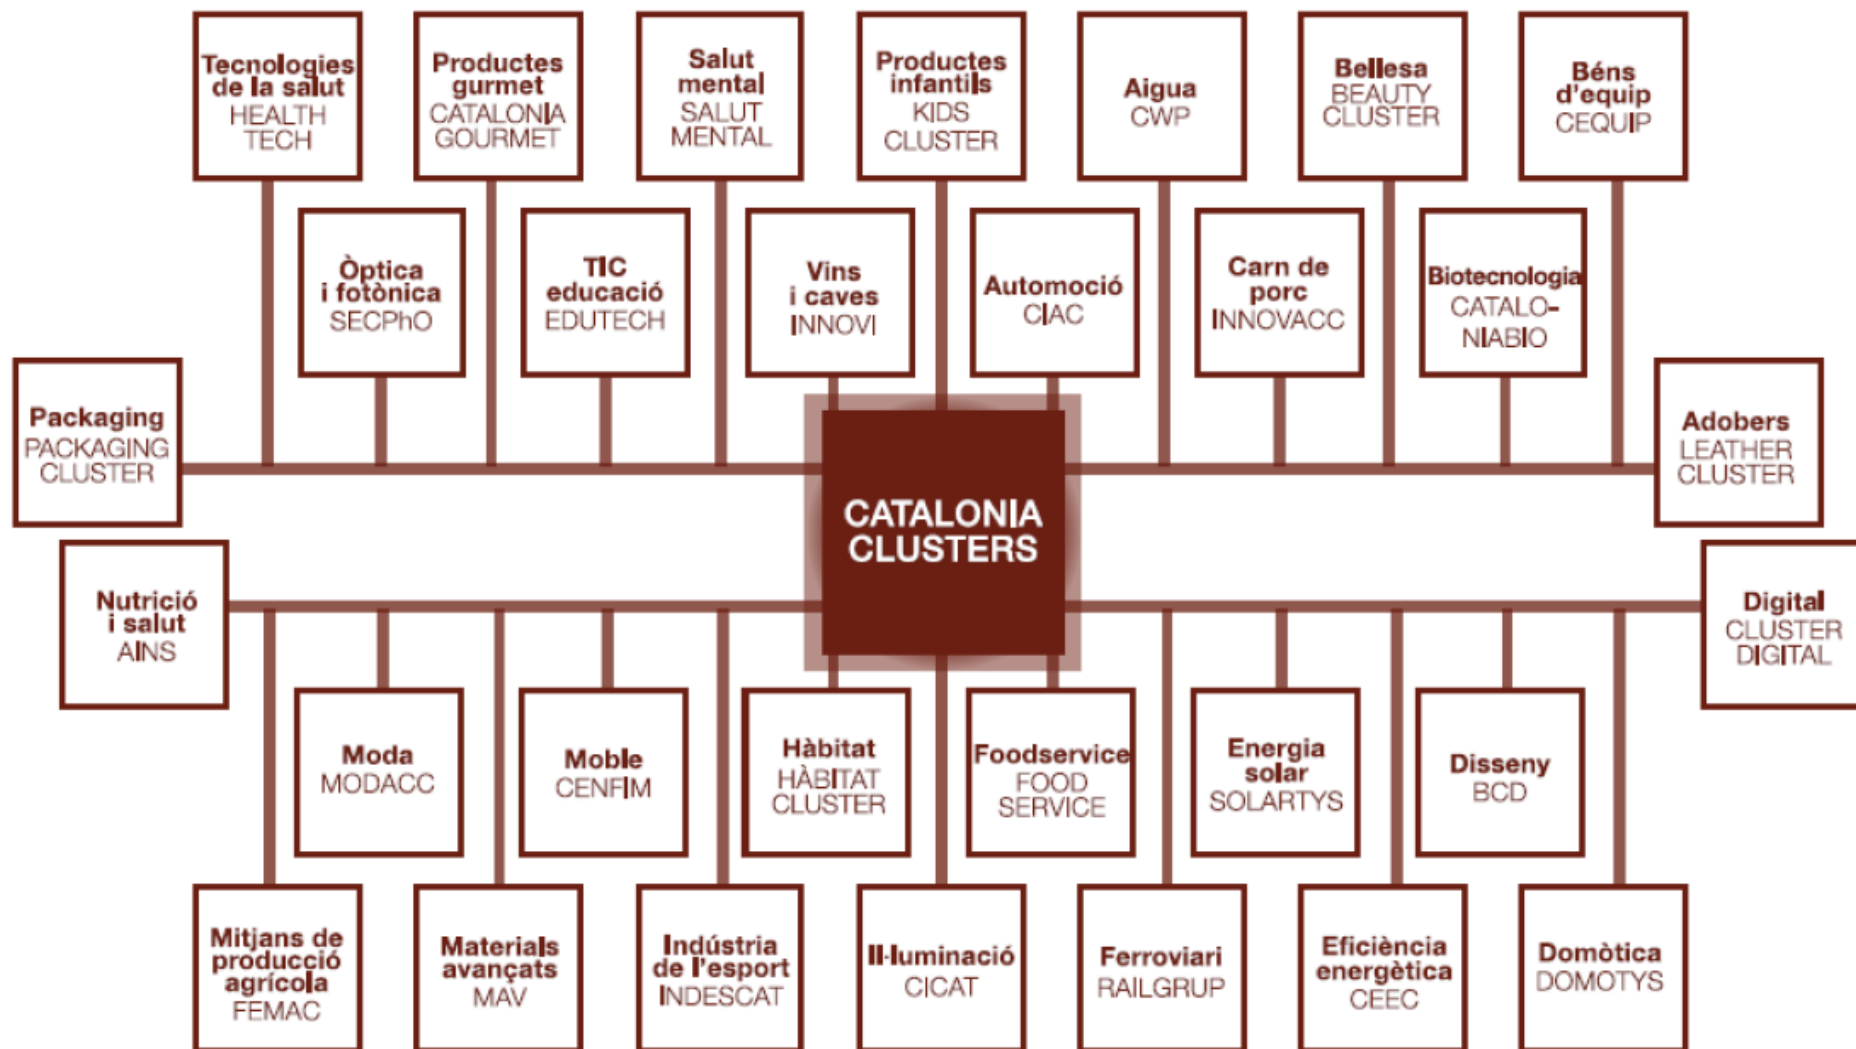 Tecnologies
de la salut
HEALTH
TECH
Productes
gurmet
CATALONIA
GOURMET
Salut
mental
SALUT
MENTAL
Productes
infantils
KIDS
CLUSTER
Aigua
CWP
Bellesa
BEAUTY
CLUSTER
Béns
d'equip
CEQUIP
Òptica
i fotònica
SECPhO
TIC
educació
EDUTECH
Vins
i caves
INNOVI
Automoció
CIAC
Carn de
porc
INNOVACC
Biotecnologia
CATALO-
NIABIO
Packaging
PACKAGING
CLUSTER
Adobers
LEATHER
CLUSTER
CATALONIA
CLUSTERS
Nutrició
i salut
AINS
Digital
CLUSTER
DIGITAL
Moda
MODACC
Moble
CENFIM
Hàbitat
HÀBITAT
CLUSTER
Foodservice
FOOD
SERVICE
Energia
solar
SOLARTYS
Disseny
BCD
Mitjans de
producció
agrícola
FEMAC
Materials
avançats
MAV
Indústria
de l'esport
INDESCAT
Il·luminació
CICAT
Ferroviari
RAILGRUP
Eficiència
energètica
CEEC
Domòtica
DOMOTYS